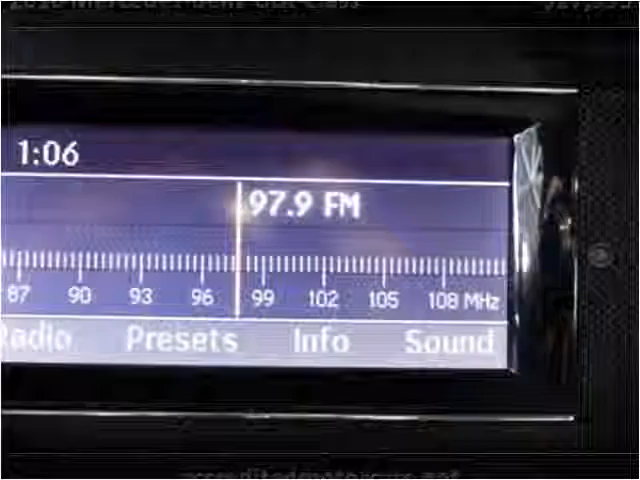 1:06
97.9 FM
87 90 93 96 99 102 105 108 MHz
Radio Presets Info Sound